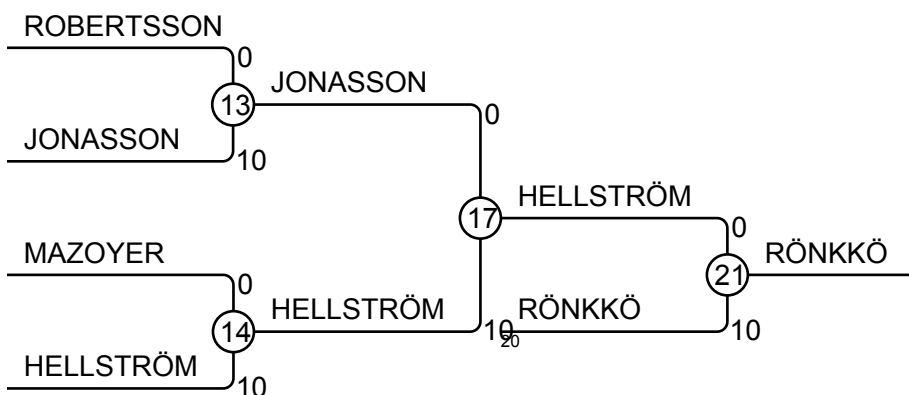 ROBERTSSON
0
13
JONASSON
0
JONASSON
10
17
HELLSTRÖM
0
MAZOYER
0
21
RÖNKKÖ
14
HELLSTRÖM
10
20
RÖNKKÖ
10
HELLSTRÖM
10